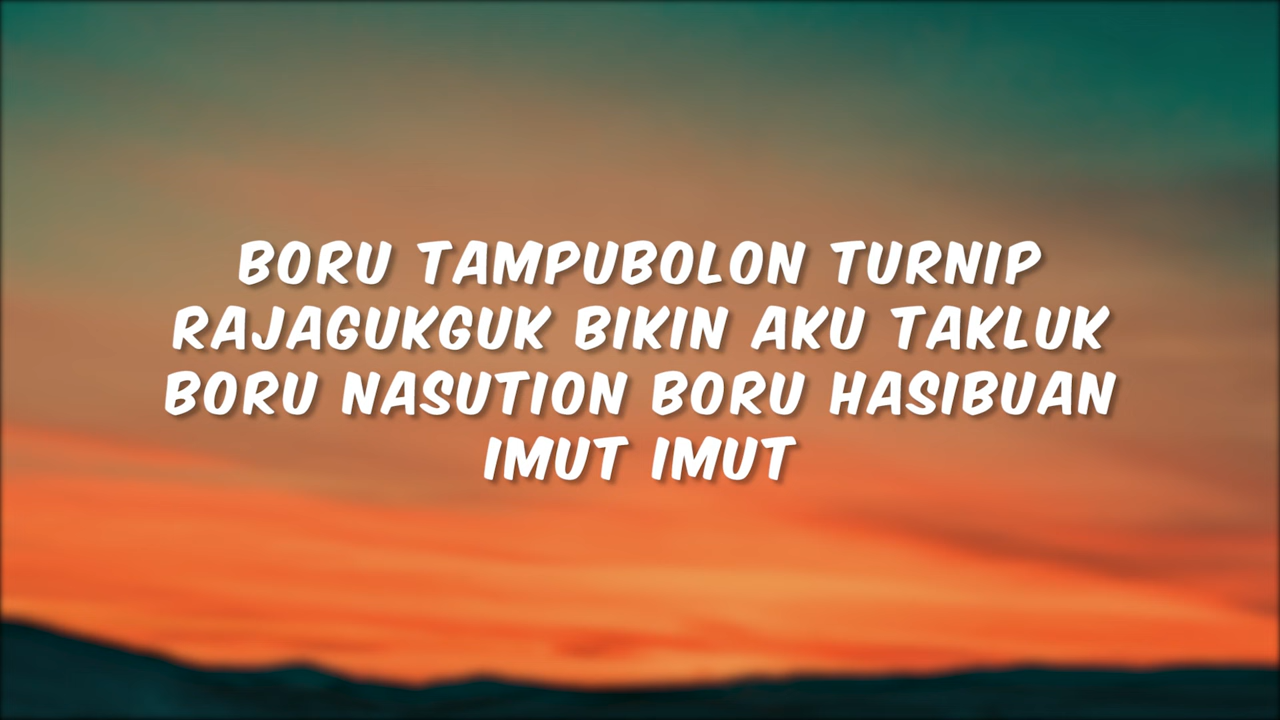 BORU TAMPUBOLON TURNIP
RAJAGUKGUK BIKIN AKU TAKLUK
BORU NASUTION BORU HASIBUAN
IMUT IMUT